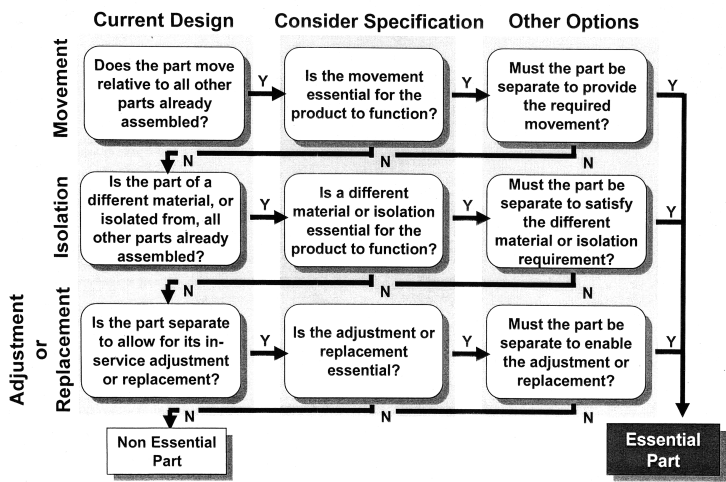 Current Design
Consider Specification
Other Options
Movement
Does the part move
relative to all other
parts already
assembled?
Y
Is the movement
essential for the
product to function?
Y
Must the part be
separate to provide
the required
movement?
Y
N
N
N
Isolation
Is the part of a
different material, or
isolated from, all
other parts already
assembled?
Y
Is a different
material or isolation
essential for the
product to function?
Y
Must the part be
separate to satisfy
the different
material or isolation
requirement?
Y
N
N
N
Adjustment
or
Replacement
Is the part separate
to allow for its in-
service adjustment
or replacement?
Y
Is the adjustment or
replacement
essential?
Y
Must the part be
separate to enable
the adjustment or
replacement?
Y
N
N
N
Non Essential
Part
Essential
Part